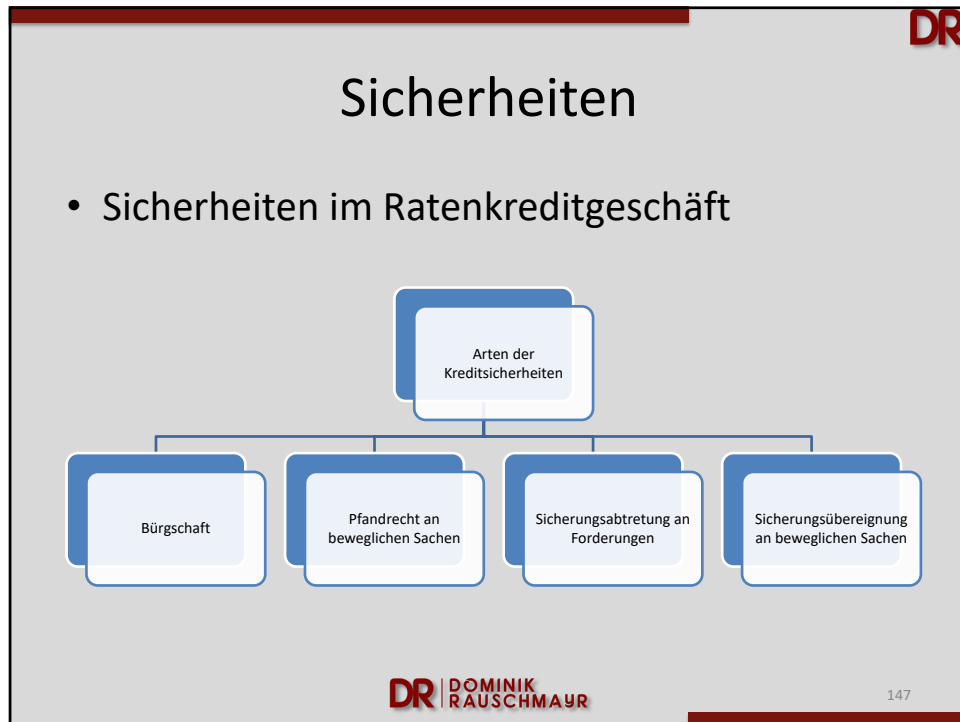 DR
Sicherheiten
• Sicherheiten im Ratenkreditgeschäft
Arten der
Kreditsicherheiten
Bürgschaft
Pfandrecht an
beweglichen Sachen
Sicherungsabtretung an
Forderungen
Sicherungsübereignung
an beweglichen Sachen
DR DOMINIK
RAUSCHMAYR
147